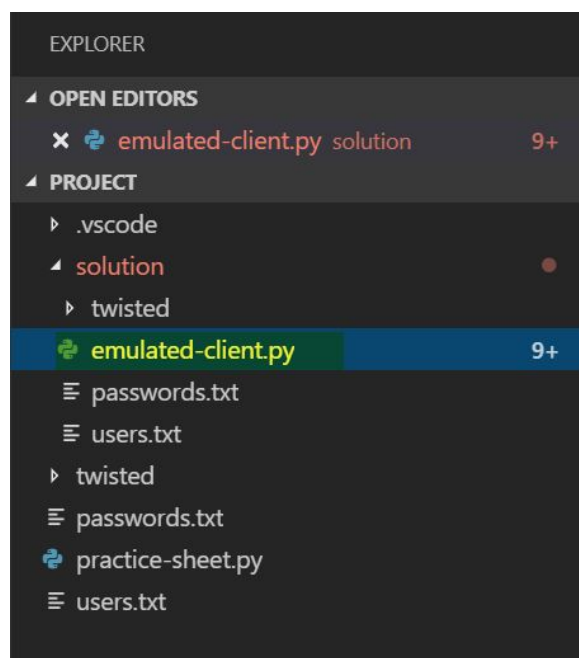 EXPLORER
OPEN EDITORS
emulated-client.py solution 9+
PROJECT
.vscode
solution
twisted
emulated-client.py 9+
passwords.txt
users.txt
twisted
passwords.txt
practice-sheet.py
users.txt